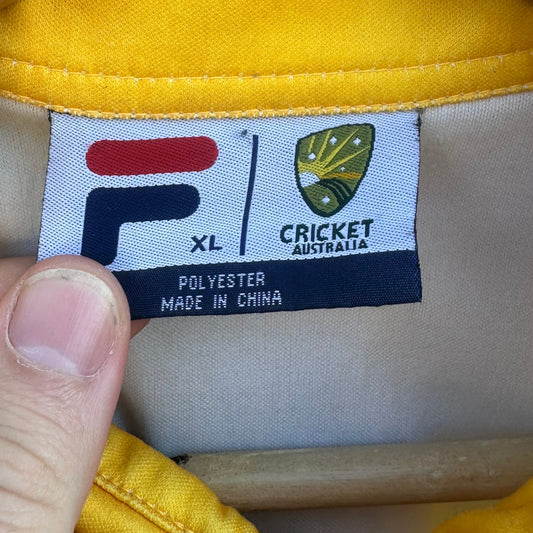 XL
CRICKET
AUSTRALIA
POLYESTER
MADE IN CHINA